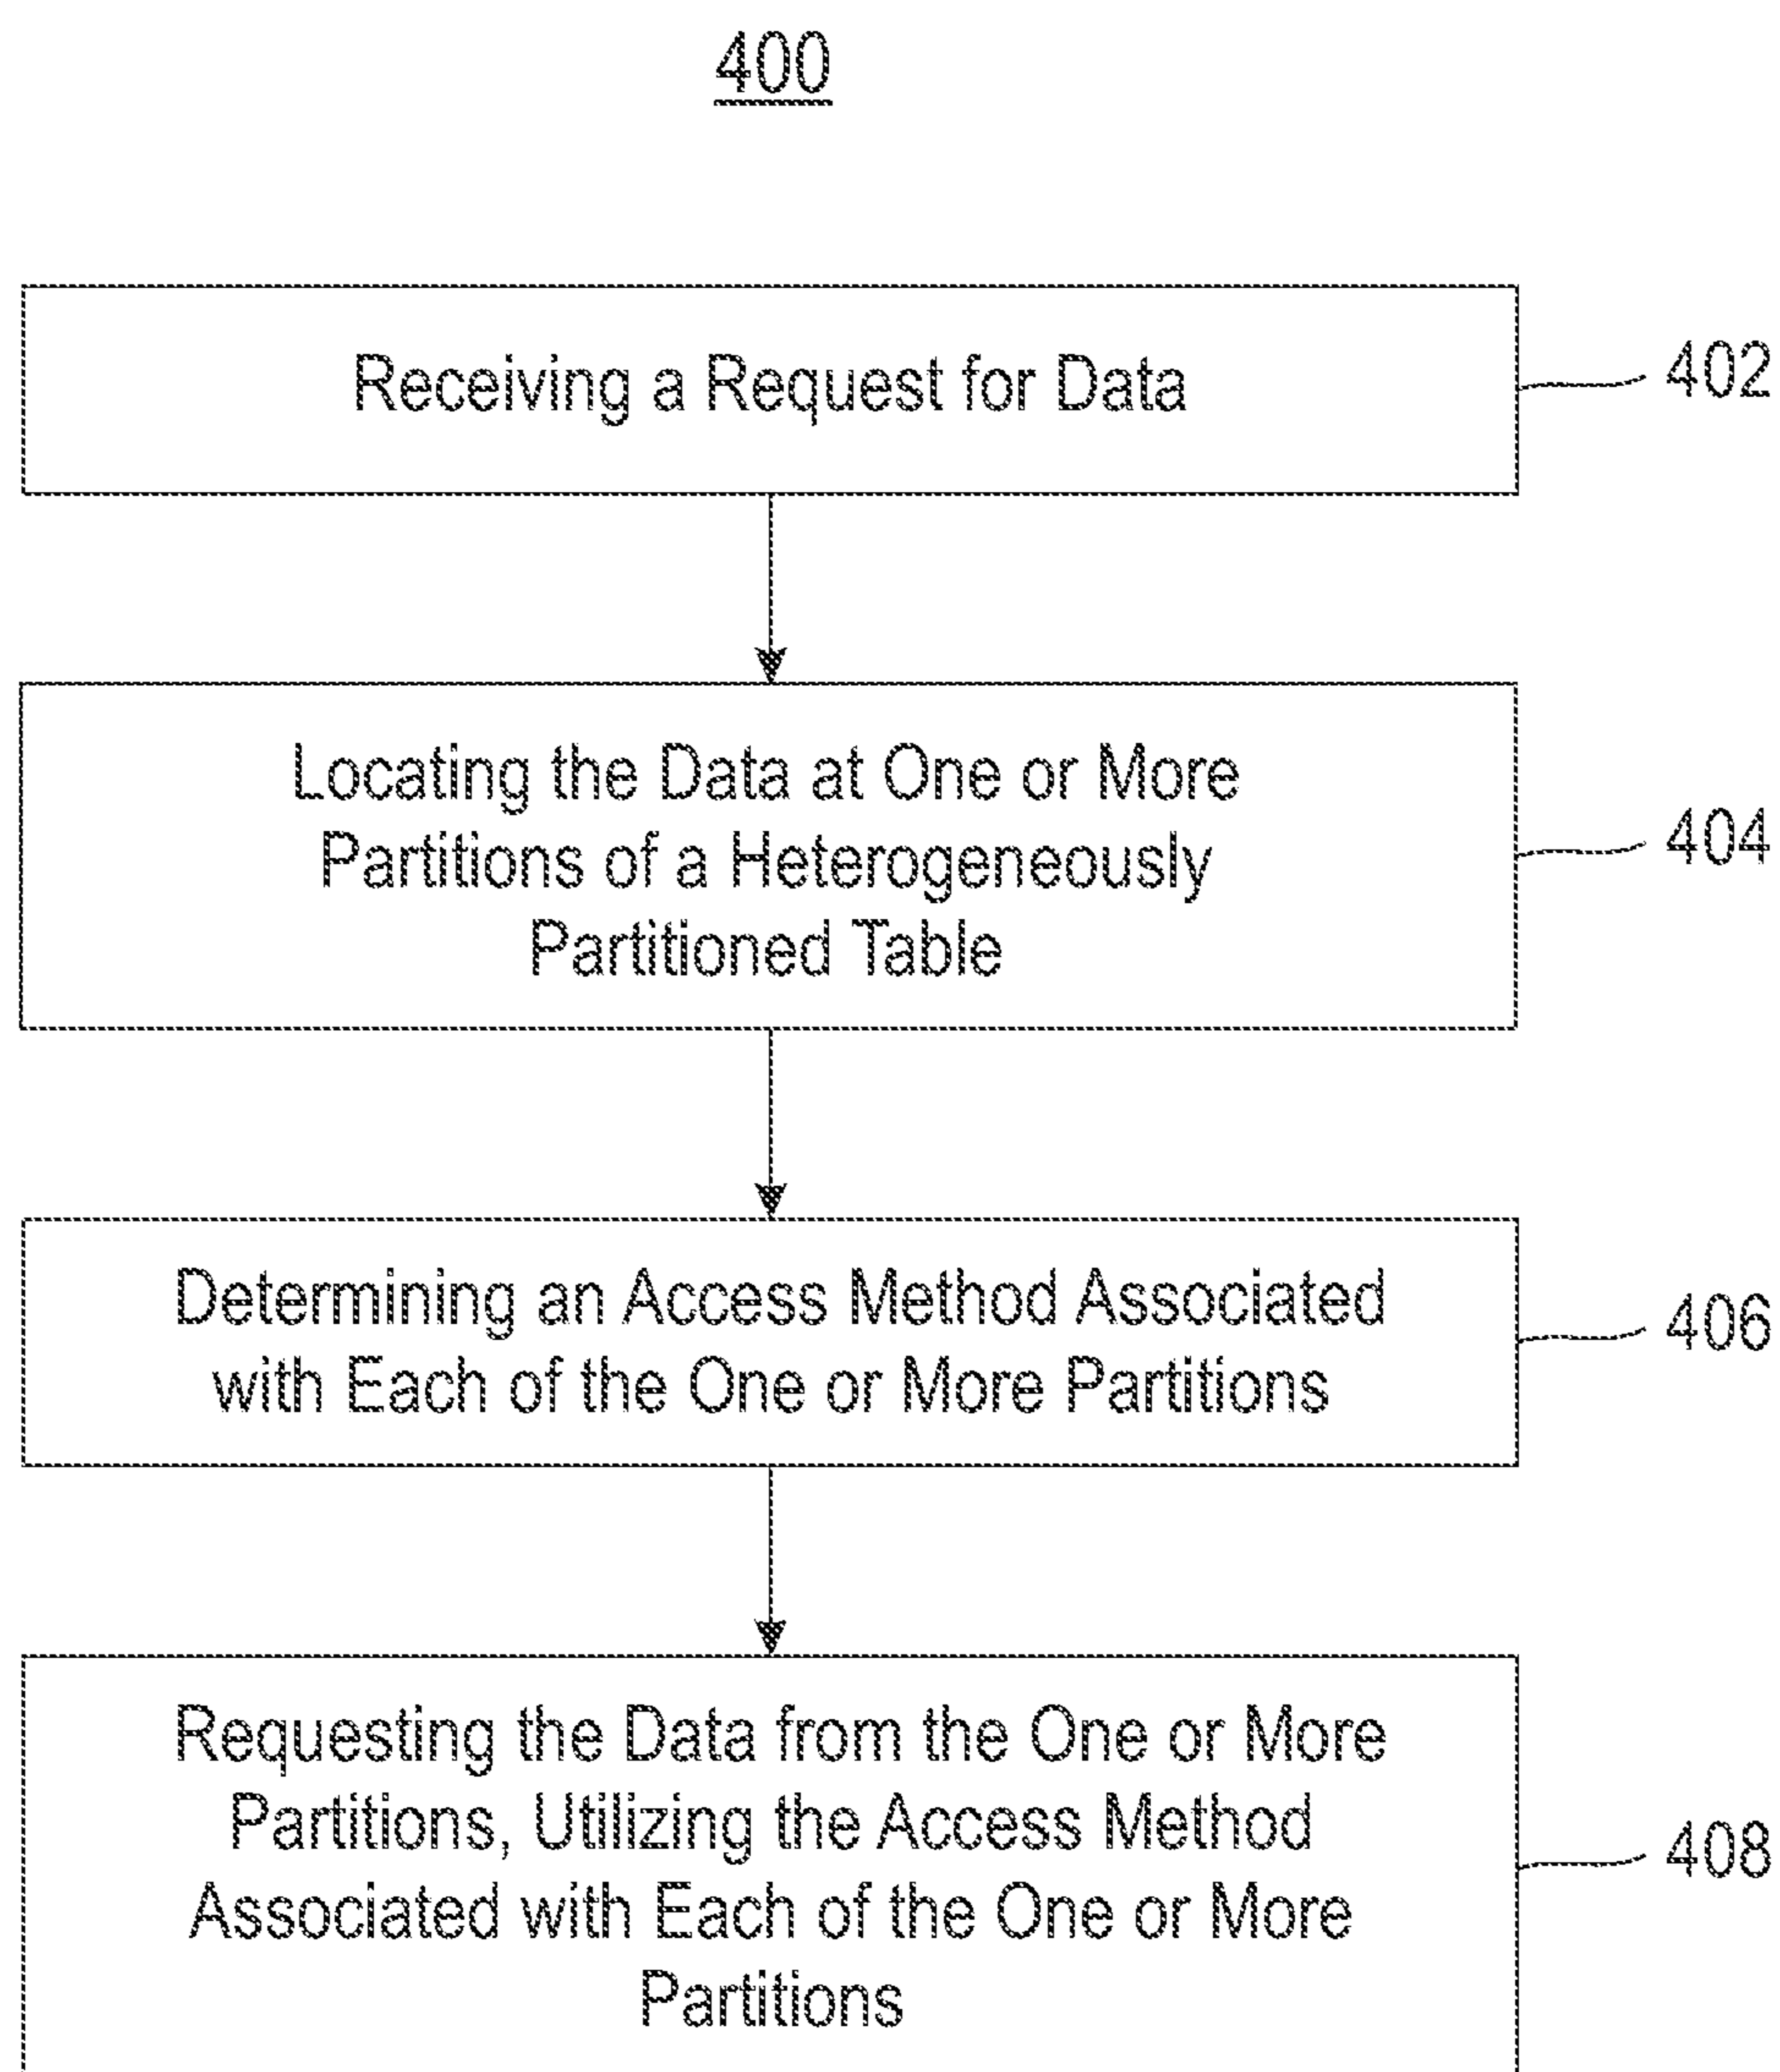 400
Receiving a Request for Data
402
Locating the Data at One or More
Partitions of a Heterogeneously
Partitioned Table
404
Determining an Access Method Associated
with Each of the One or More Partitions
406
Requesting the Data from the One or More
Partitions, Utilizing the Access Method
Associated with Each of the One or More
Partitions
408